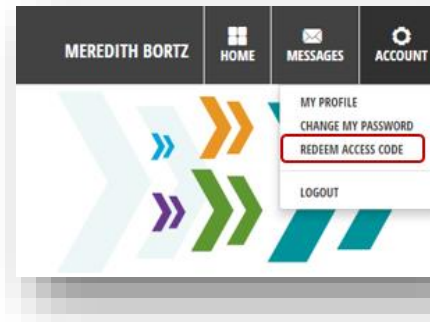 MEREDITH BORTZ
HOME
MESSAGES
ACCOUNT
MY PROFILE
CHANGE MY PASSWORD
REDEEM ACCESS CODE
LOGOUT